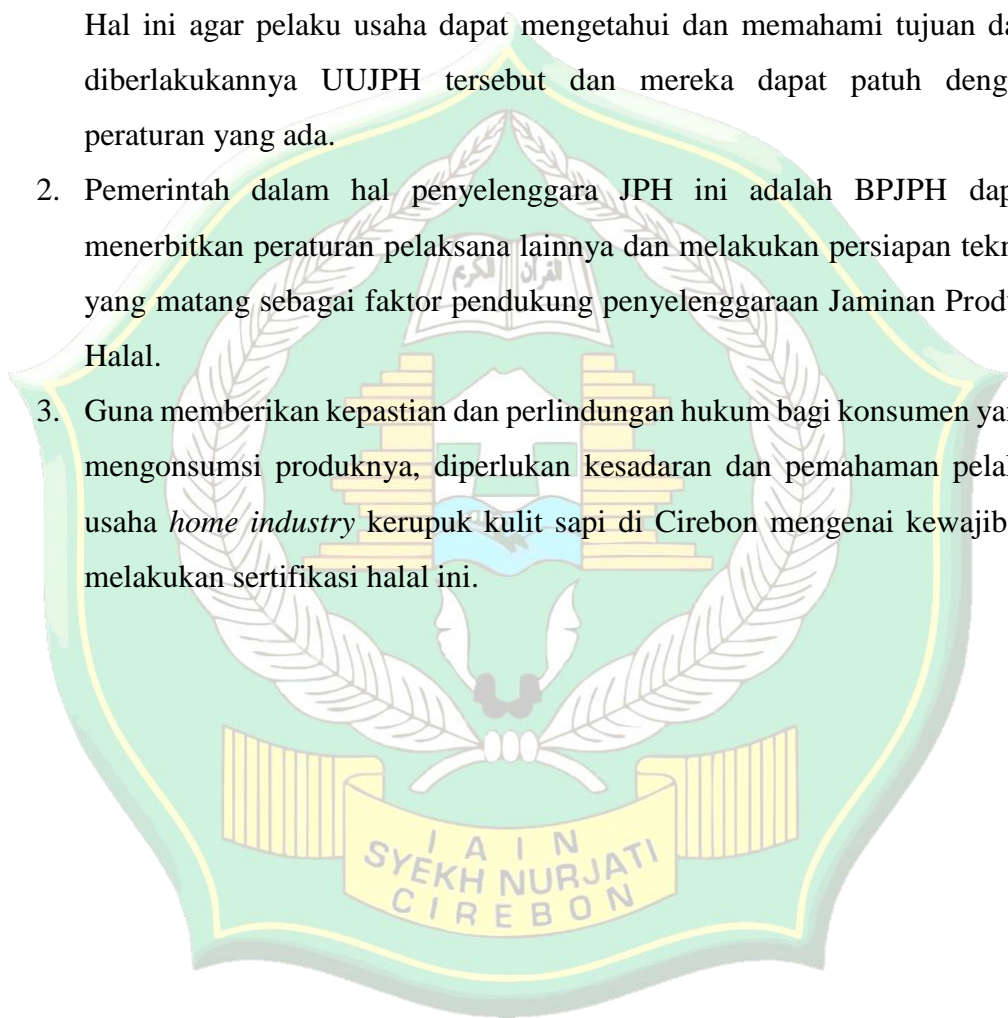 Hal ini agar pelaku usaha dapat mengetahui dan memahami tujuan da
diberlakukannya UUJPH tersebut dan mereka dapat patuh deng
peraturan yang ada.
2. Pemerintah dalam hal penyelenggara JPH ini adalah BPJPH dap
menerbitkan peraturan pelaksana lainnya dan melakukan persiapan tekn
yang matang sebagai faktor pendukung penyelenggaraan Jaminan Prod
Halal.
3. Guna memberikan kepastian dan perlindungan hukum bagi konsumen ya
mengonsumsi produknya, diperlukan kesadaran dan pemahaman pela
usaha home industry kerupuk kulit sapi di Cirebon mengenai kewajib
melakukan sertifikasi halal ini.
القرآن الكريم
IAIN
SYEKH NURJATI
CIREBON